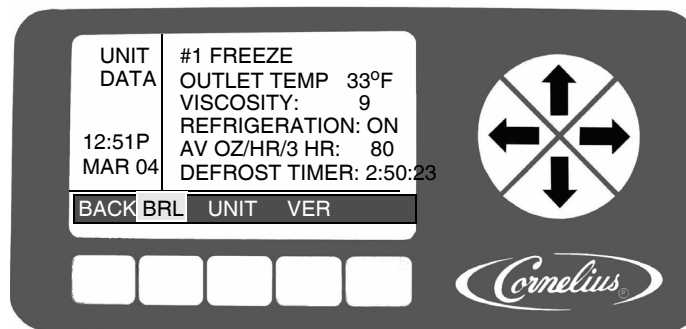 UNIT
DATA
12:51P
MAR 04
#1 FREEZE
OUTLET TEMP 33°F
VISCOSITY: 9
REFRIGERATION: ON
AV OZ/HR/3 HR: 80
DEFROST TIMER: 2:50:23
BACK BRL UNIT VER
Cornelius®